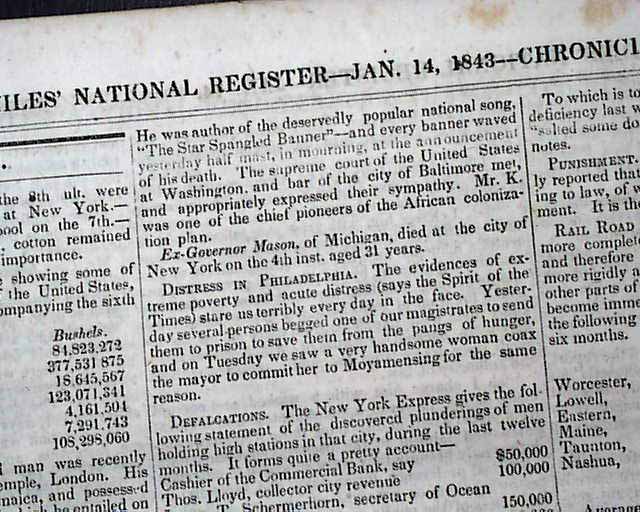 NILES' NATIONAL REGISTER—JAN. 14, 1843—CHRONICL
the 8th ult. were
at New York.—
pool on the 7th.—
cotton remained
importance.
showing some of
the United States,
ompanying the sixth
Bushels.
84,823,272
377,531 875
18,645,567
123,071,341
4,161,504
7,291,743
108,298,060
man was recently
emple, London. His
maica, and possessed
be entailed on
He was author of the deservedly popular national song,
"The Star Spangled Banner"—and every banner waved
yesterday half mast, in mourning, at the announcement
of his death. The supreme court of the United States
at Washington, and bar of the city of Baltimore met,
and appropriately expressed their sympathy. Mr. K.
was one of the chief pioneers of the African coloniza-
tion plan.
Ex-Governor Mason, of Michigan, died at the city of
New York on the 4th inst. aged 31 years.
DISTRESS IN PHILADELPHIA. The evidences of ex-
treme poverty and acute distress (says the Spirit of the
Times) stare us terribly every day in the face. Yester-
day several persons begged one of our magistrates to send
them to prison to save them from the pangs of hunger,
and on Tuesday we saw a very handsome woman coax
the mayor to commit her to Moyamensing for the same
reason.
DEFALCATIONS. The New York Express gives the fol-
lowing statement of the discovered plunderings of men
holding high stations in that city, during the last twelve
months. It forms quite a pretty account—
Cashier of the Commercial Bank, say $50,000
Thos. Lloyd, collector city revenue 100,000
T. Schermerhorn, secretary of Ocean
150,000
To which is to
deficiency last w
"salted some do
notes.
PUNISHMENT.
ly reported that
ing to law, of w
ment. It is the
RAIL ROAD
more complet
and therefore
more rigidly a
other parts of
become imm
the following
six months.
Worcester,
Lowell,
Eastern,
Maine,
Taunton,
Nashua,
Average